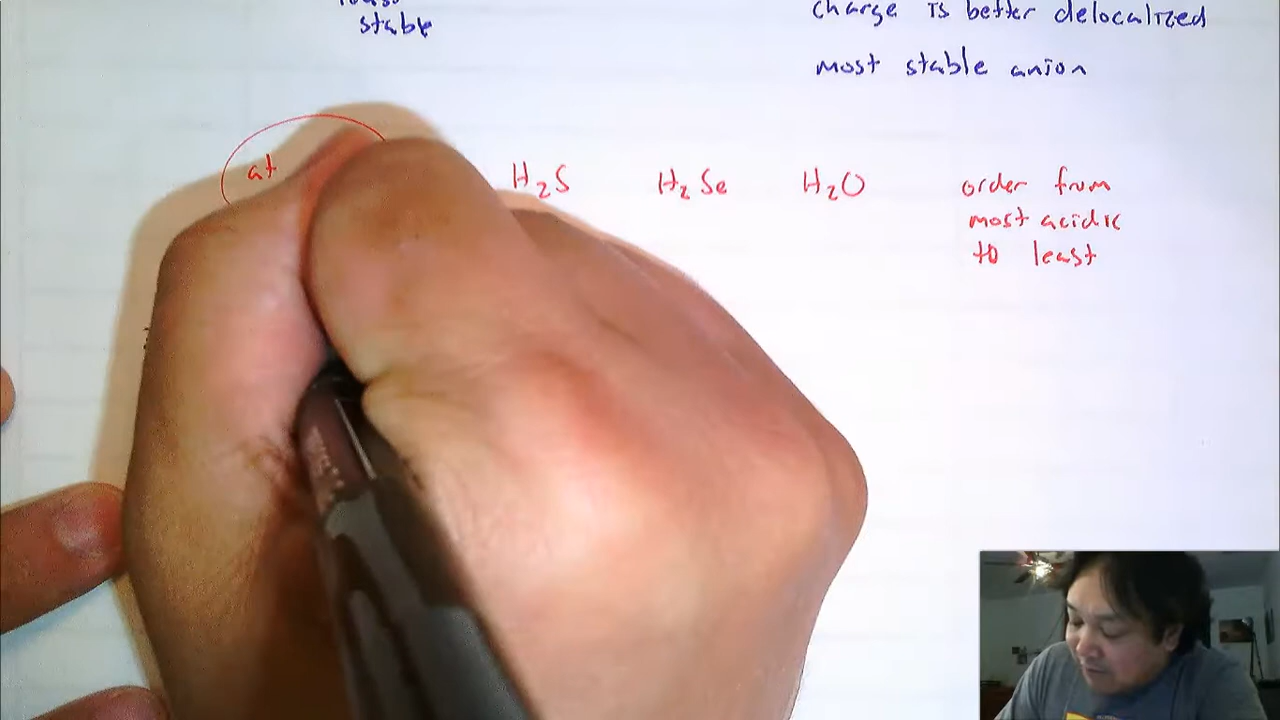 stable
charge is better delocalized
most stable anion
at
H₂S H₂Se H₂O
order from
most acidic
to least